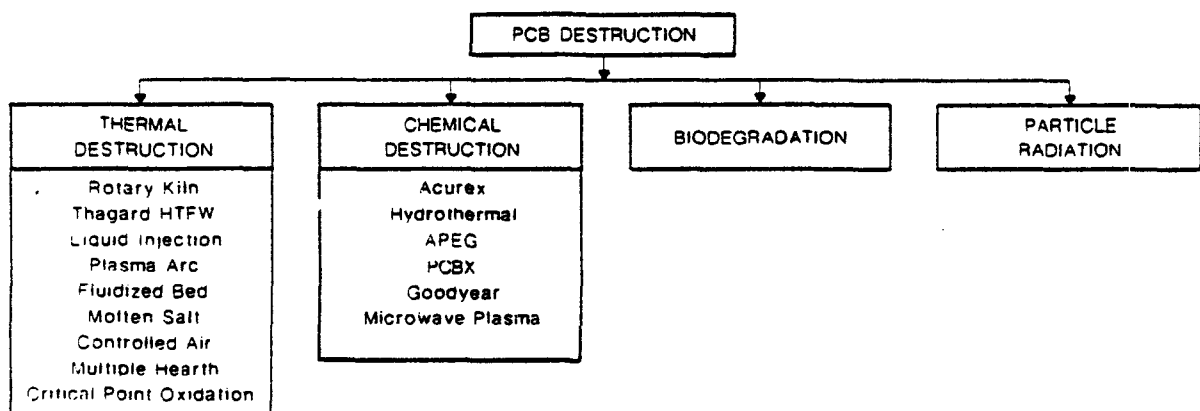 PCB DESTRUCTION
THERMAL
DESTRUCTION
Rotary Kiln
Thagard HTFW
Liquid Injection
Plasma Arc
Fluidized Bed
Molten Salt
Controlled Air
Multiple Hearth
Critical Point Oxidation
CHEMICAL
DESTRUCTION
Acurex
Hydrothermal
APEG
PCBX
Goodyear
Microwave Plasma
BIODEGRADATION
PARTICLE
RADIATION